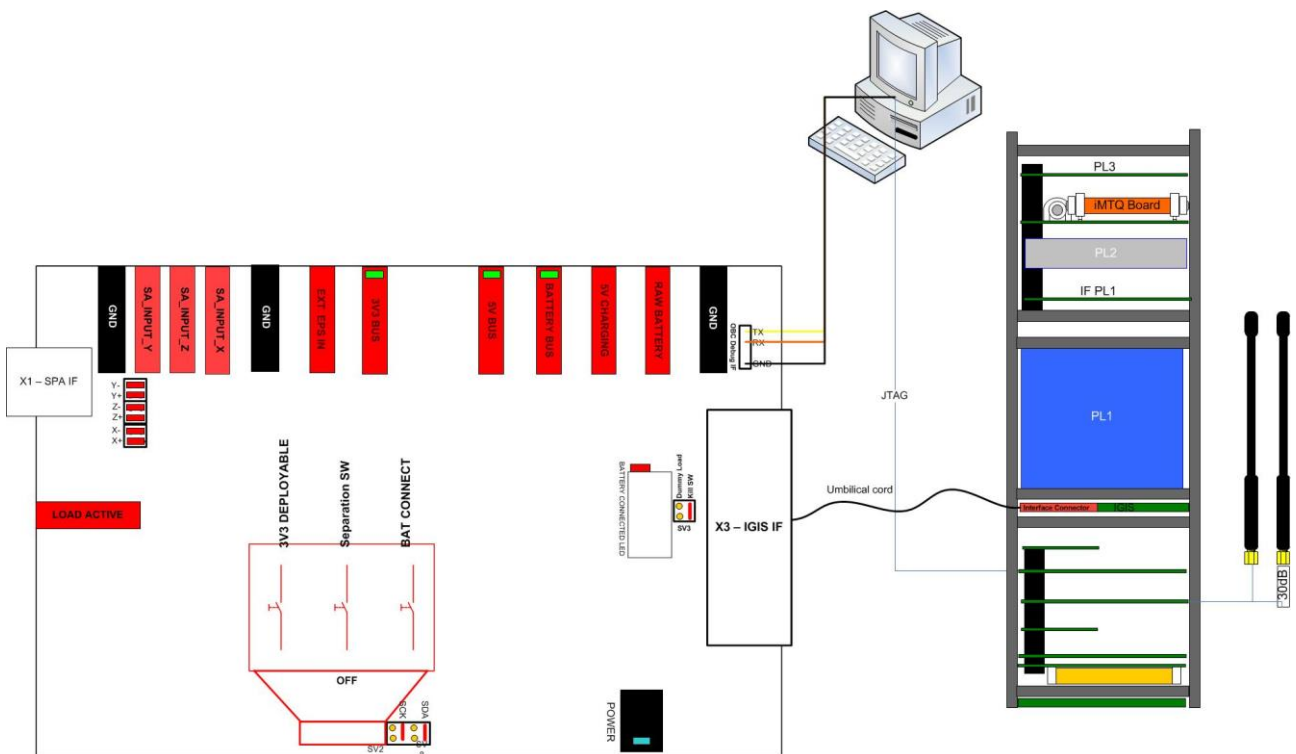 PL3
iMTQ Board
PL2
IF PL1
PL1
JTAG
Umbilical cord
Interface Connector
IGIS
30dB
GND
SA_INPUT_Y
SA_INPUT_Z
SA_INPUT_X
GND
EXT EPS IN
3V3 BUS
5V BUS
BATTERY BUS
5V CHARGING
RAW BATTERY
GND
OBC Debug IF
TX
RX
GND
X1 – SPA IF
Y-
Y+
Z-
Z+
X-
X+
LOAD ACTIVE
3V3 DEPLOYABLE
Separation SW
BAT CONNECT
OFF
BATTERY CONNECTED LED
Dummy Load
Kill SW
SV3
X3 – IGIS IF
SCK
SDA
SV2
POWER